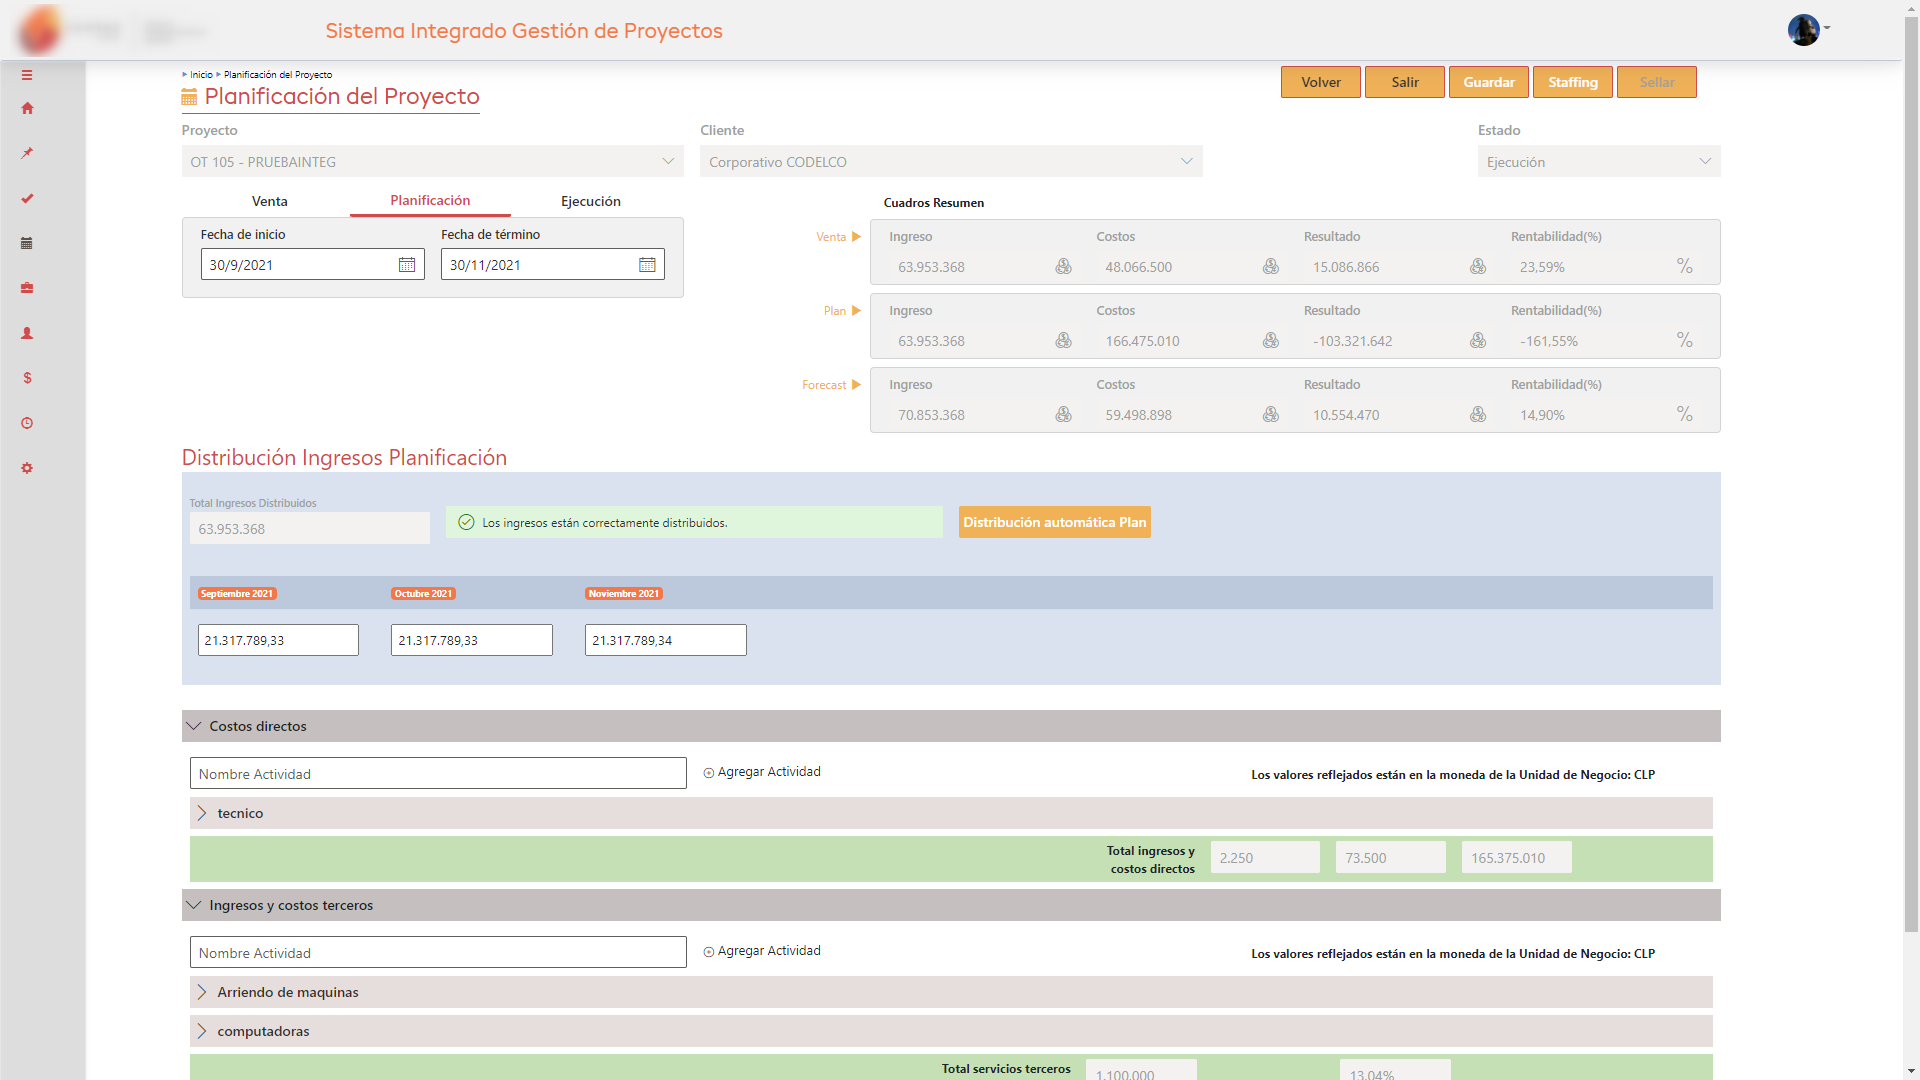 Sistema Integrado Gestión de Proyectos
Inicio Planificación del Proyecto
Planificación del Proyecto
Volver
Salir
Guardar
Staffing
Sellar
Proyecto
Cliente
Estado
OT 105 - PRUEBAINTEG
Corporativo CODELCO
Ejecución
Venta
Planificación
Ejecución
Fecha de inicio
Fecha de término
30/9/2021
30/11/2021
Cuadros Resumen
Venta
Ingreso
Costos
Resultado
Rentabilidad(%)
63.953.368
48.066.500
15.086.866
23,59%
%
Plan
Ingreso
Costos
Resultado
Rentabilidad(%)
63.953.368
166.475.010
-103.321.642
-161,55%
%
Forecast
Ingreso
Costos
Resultado
Rentabilidad(%)
70.853.368
59.498.898
10.554.470
14,90%
%
Distribución Ingresos Planificación
Total Ingresos Distribuidos
63.953.368
Los ingresos están correctamente distribuidos.
Distribución automática Plan
Septiembre 2021
Octubre 2021
Noviembre 2021
21.317.789,33
21.317.789,33
21.317.789,34
Costos directos
Nombre Actividad
Agregar Actividad
Los valores reflejados están en la moneda de la Unidad de Negocio: CLP
tecnico
Total ingresos y
costos directos
2.250
73.500
165.375.010
Ingresos y costos terceros
Nombre Actividad
Agregar Actividad
Los valores reflejados están en la moneda de la Unidad de Negocio: CLP
Arriendo de maquinas
computadoras
Total servicios terceros
1.100.000
13,04%